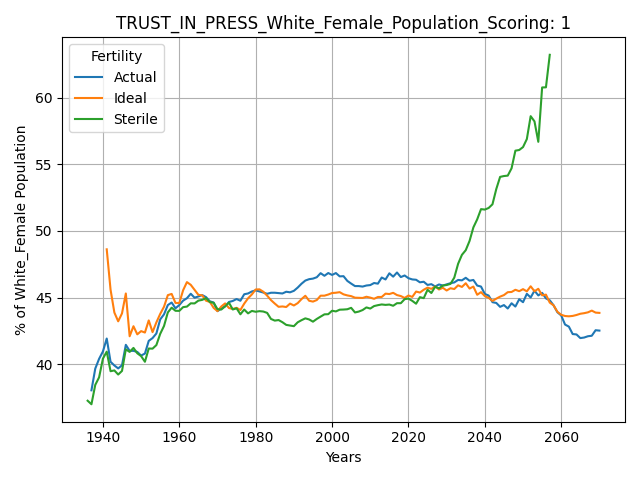 TRUST_IN_PRESS_White_Female_Population_Scoring: 1
Fertility
Actual
Ideal
Sterile
% of White_Female Population
60
55
50
45
40
1940 1960 1980 2000 2020 2040 2060
Years